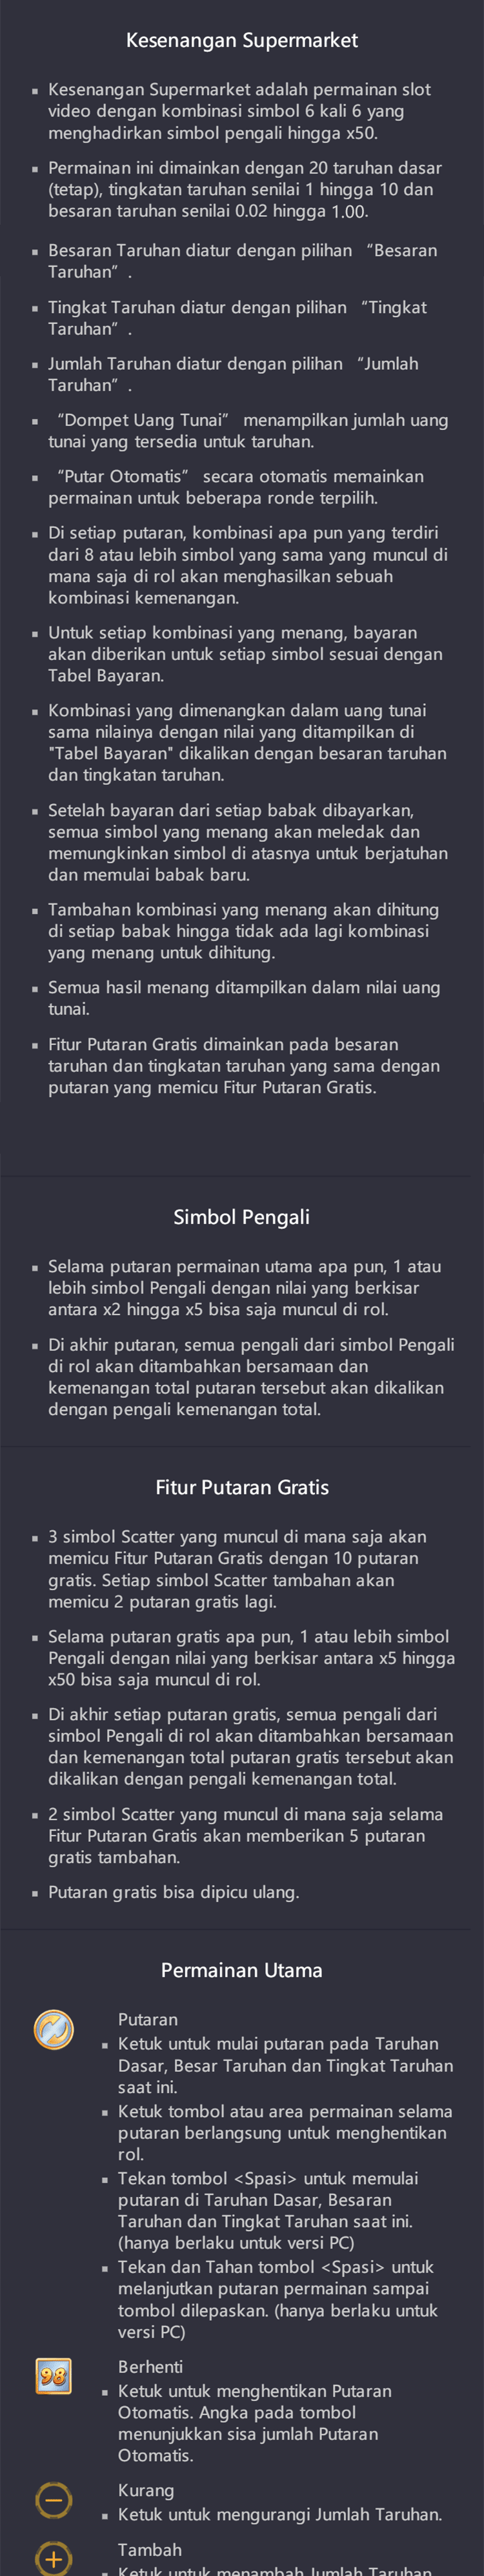 Kesenangan Supermarket
▪ Kesenangan Supermarket adalah permainan slot
video dengan kombinasi simbol 6 kali 6 yang
menghadirkan simbol pengali hingga x50.
▪ Permainan ini dimainkan dengan 20 taruhan dasar
(tetap), tingkatan taruhan senilai 1 hingga 10 dan
besaran taruhan senilai 0.02 hingga 1.00.
▪ Besaran Taruhan diatur dengan pilihan “Besaran
Taruhan” .
▪ Tingkat Taruhan diatur dengan pilihan “Tingkat
Taruhan” .
▪ Jumlah Taruhan diatur dengan pilihan “Jumlah
Taruhan” .
▪ “Dompet Uang Tunai” menampilkan jumlah uang
tunai yang tersedia untuk taruhan.
▪ “Putar Otomatis” secara otomatis memainkan
permainan untuk beberapa ronde terpilih.
▪ Di setiap putaran, kombinasi apa pun yang terdiri
dari 8 atau lebih simbol yang sama yang muncul di
mana saja di rol akan menghasilkan sebuah
kombinasi kemenangan.
▪ Untuk setiap kombinasi yang menang, bayaran
akan diberikan untuk setiap simbol sesuai dengan
Tabel Bayaran.
▪ Kombinasi yang dimenangkan dalam uang tunai
sama nilainya dengan nilai yang ditampilkan di
"Tabel Bayaran" dikalikan dengan besaran taruhan
dan tingkatan taruhan.
▪ Setelah bayaran dari setiap babak dibayarkan,
semua simbol yang menang akan meledak dan
memungkinkan simbol di atasnya untuk berjatuhan
dan memulai babak baru.
▪ Tambahan kombinasi yang menang akan dihitung
di setiap babak hingga tidak ada lagi kombinasi
yang menang untuk dihitung.
▪ Semua hasil menang ditampilkan dalam nilai uang
tunai.
▪ Fitur Putaran Gratis dimainkan pada besaran
taruhan dan tingkatan taruhan yang sama dengan
putaran yang memicu Fitur Putaran Gratis.
Simbol Pengali
▪ Selama putaran permainan utama apa pun, 1 atau
lebih simbol Pengali dengan nilai yang berkisar
antara x2 hingga x5 bisa saja muncul di rol.
▪ Di akhir putaran, semua pengali dari simbol Pengali
di rol akan ditambahkan bersamaan dan
kemenangan total putaran tersebut akan dikalikan
dengan pengali kemenangan total.
Fitur Putaran Gratis
▪ 3 simbol Scatter yang muncul di mana saja akan
memicu Fitur Putaran Gratis dengan 10 putaran
gratis. Setiap simbol Scatter tambahan akan
memicu 2 putaran gratis lagi.
▪ Selama putaran gratis apa pun, 1 atau lebih simbol
Pengali dengan nilai yang berkisar antara x5 hingga
x50 bisa saja muncul di rol.
▪ Di akhir setiap putaran gratis, semua pengali dari
simbol Pengali di rol akan ditambahkan bersamaan
dan kemenangan total putaran gratis tersebut akan
dikalikan dengan pengali kemenangan total.
▪ 2 simbol Scatter yang muncul di mana saja selama
Fitur Putaran Gratis akan memberikan 5 putaran
gratis tambahan.
▪ Putaran gratis bisa dipicu ulang.
Permainan Utama
Putaran
▪ Ketuk untuk mulai putaran pada Taruhan
Dasar, Besar Taruhan dan Tingkat Taruhan
saat ini.
▪ Ketuk tombol atau area permainan selama
putaran berlangsung untuk menghentikan
rol.
▪ Tekan tombol <Spasi> untuk memulai
putaran di Taruhan Dasar, Besaran
Taruhan dan Tingkat Taruhan saat ini.
(hanya berlaku untuk versi PC)
▪ Tekan dan Tahan tombol <Spasi> untuk
melanjutkan putaran permainan sampai
tombol dilepaskan. (hanya berlaku untuk
versi PC)
98
Berhenti
▪ Ketuk untuk menghentikan Putaran
Otomatis. Angka pada tombol
menunjukkan sisa jumlah Putaran
Otomatis.
Kurang
▪ Ketuk untuk mengurangi Jumlah Taruhan.
Tambah
▪ Ketuk untuk menambah Jumlah Taruhan